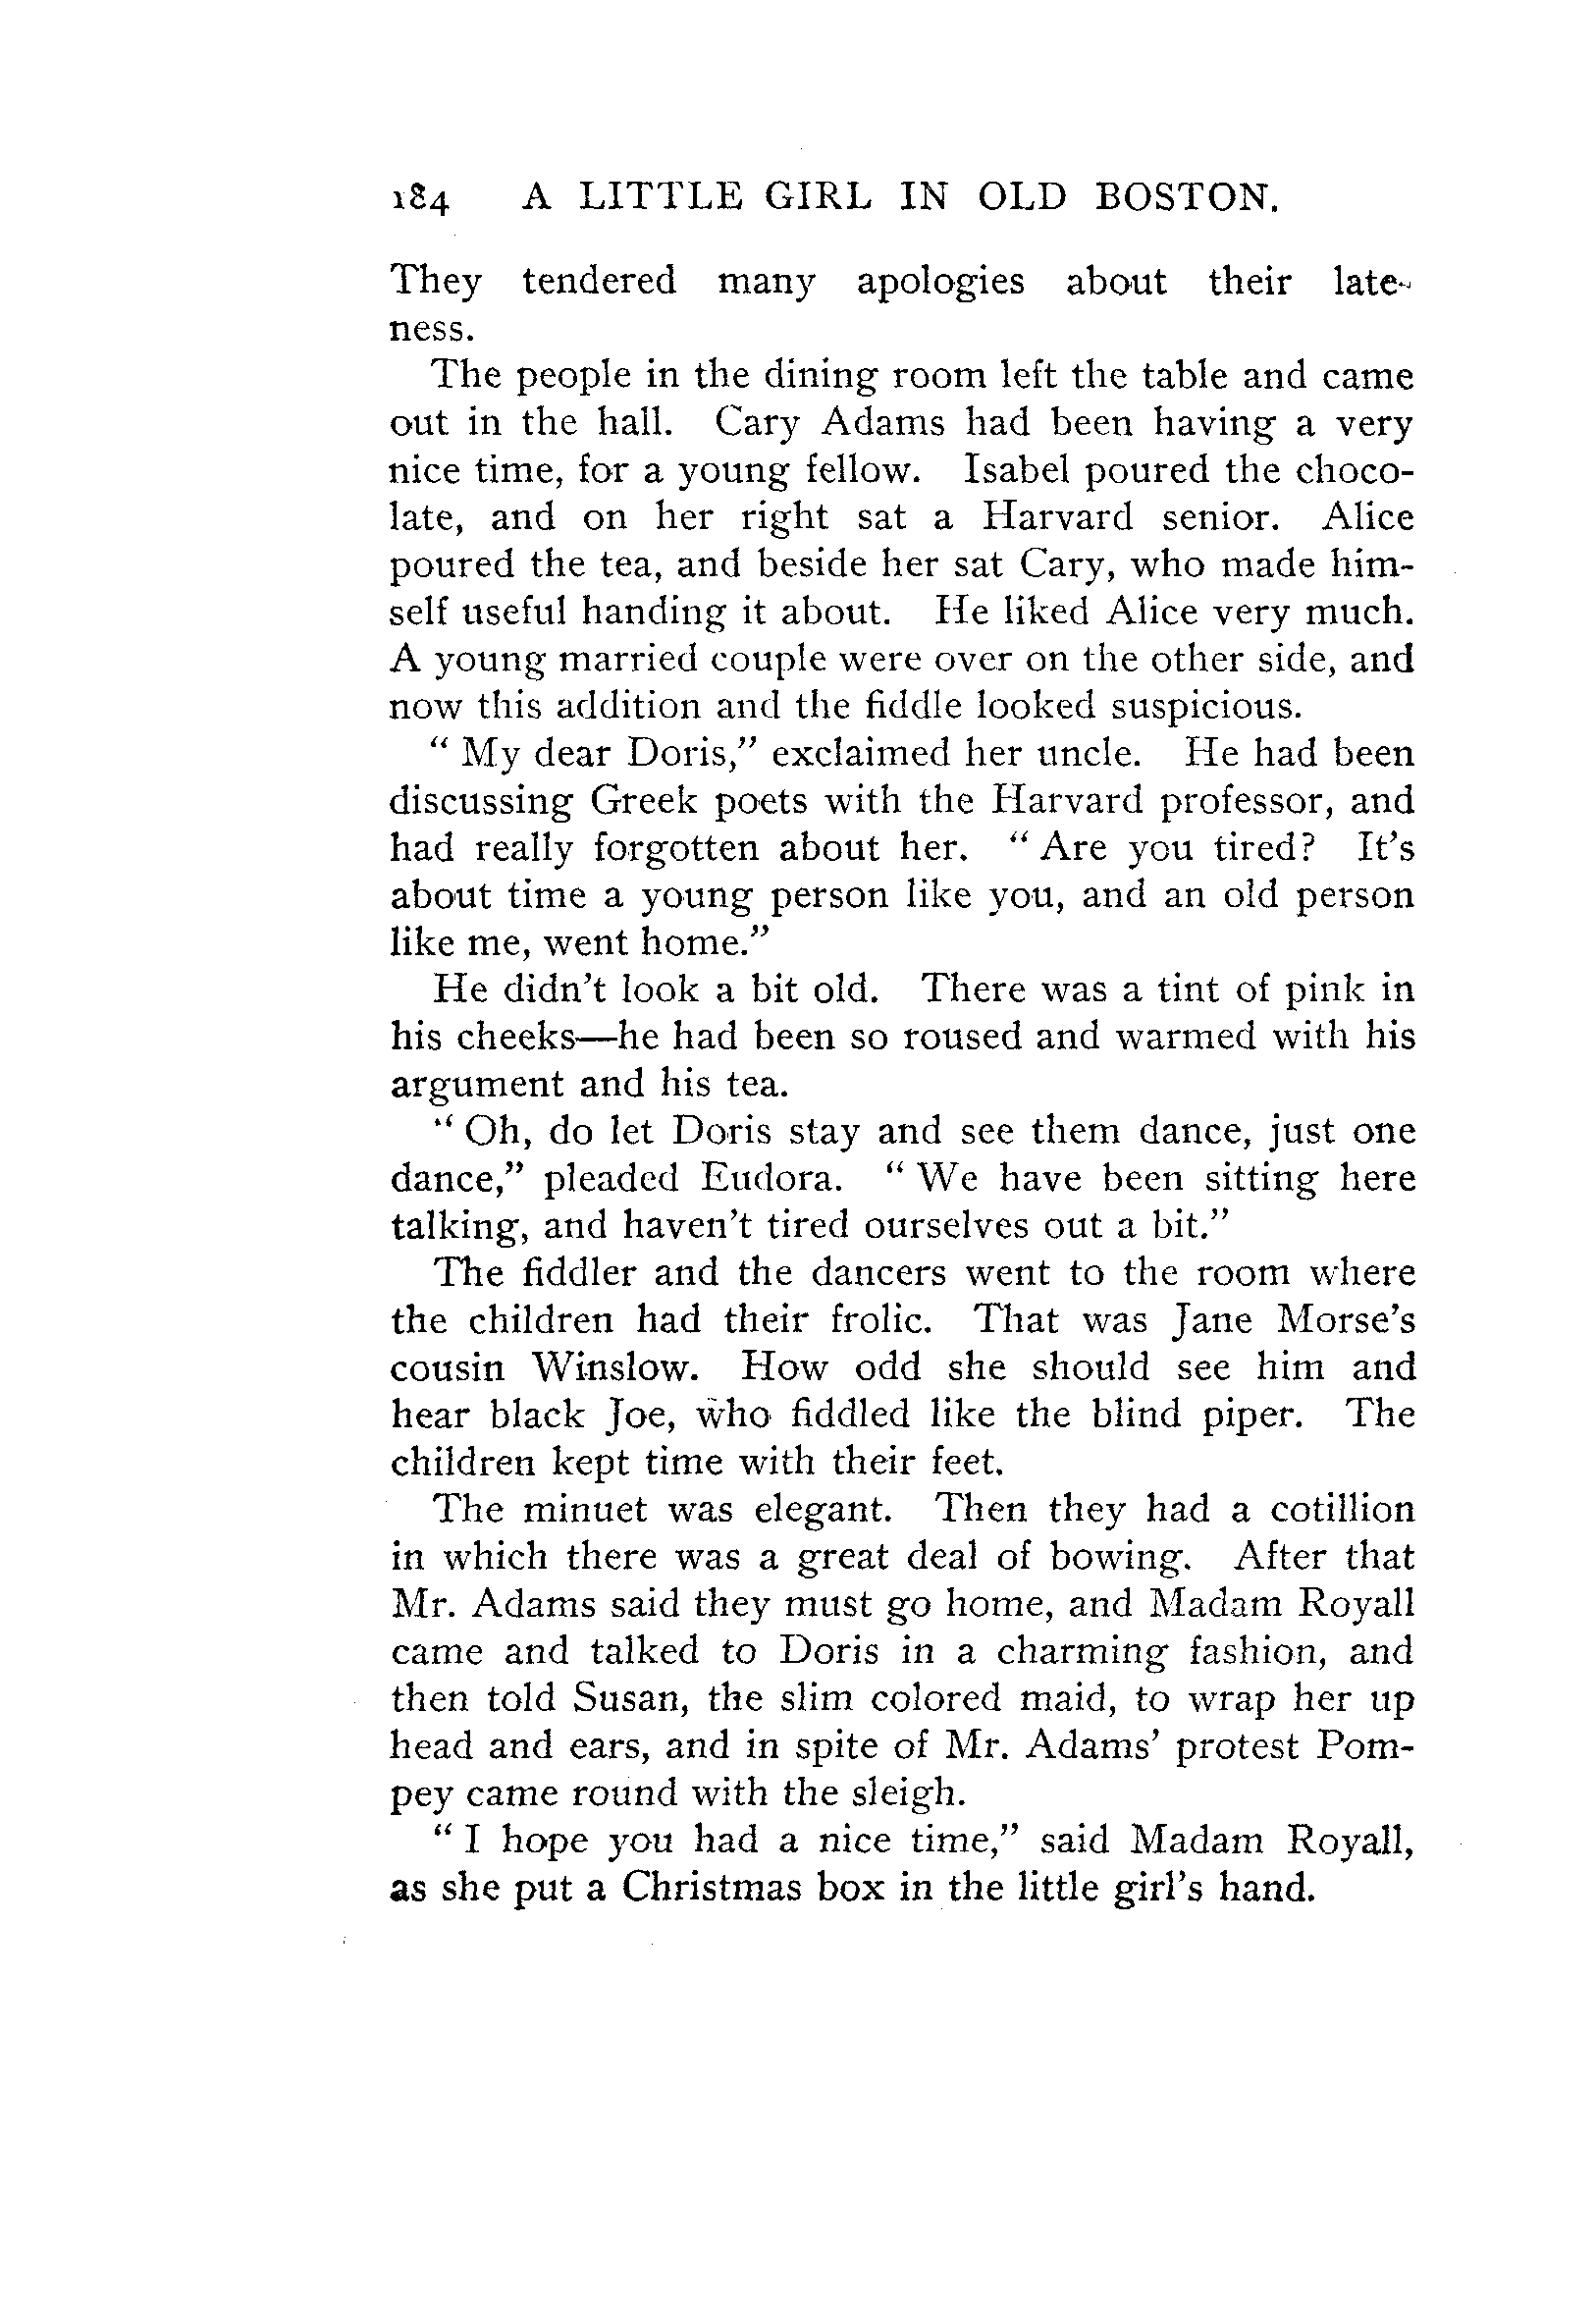 184 A LITTLE GIRL IN OLD BOSTON.
They tendered many apologies about their late-
ness.
The people in the dining room left the table and came
out in the hall. Cary Adams had been having a very
nice time, for a young fellow. Isabel poured the choco-
late, and on her right sat a Harvard senior. Alice
poured the tea, and beside her sat Cary, who made him-
self useful handing it about. He liked Alice very much.
A young married couple were over on the other side, and
now this addition and the fiddle looked suspicious.
“ My dear Doris,” exclaimed her uncle. He had been
discussing Greek poets with the Harvard professor, and
had really forgotten about her. “ Are you tired? It’s
about time a young person like you, and an old person
like me, went home.”
He didn’t look a bit old. There was a tint of pink in
his cheeks—he had been so roused and warmed with his
argument and his tea.
“ Oh, do let Doris stay and see them dance, just one
dance,” pleaded Eudora. “ We have been sitting here
talking, and haven’t tired ourselves out a bit.”
The fiddler and the dancers went to the room where
the children had their frolic. That was Jane Morse’s
cousin Winslow. How odd she should see him and
hear black Joe, who fiddled like the blind piper. The
children kept time with their feet.
The minuet was elegant. Then they had a cotillion
in which there was a great deal of bowing. After that
Mr. Adams said they must go home, and Madam Royall
came and talked to Doris in a charming fashion, and
then told Susan, the slim colored maid, to wrap her up
head and ears, and in spite of Mr. Adams’ protest Pom-
pey came round with the sleigh.
“ I hope you had a nice time,” said Madam Royall,
as she put a Christmas box in the little girl’s hand.